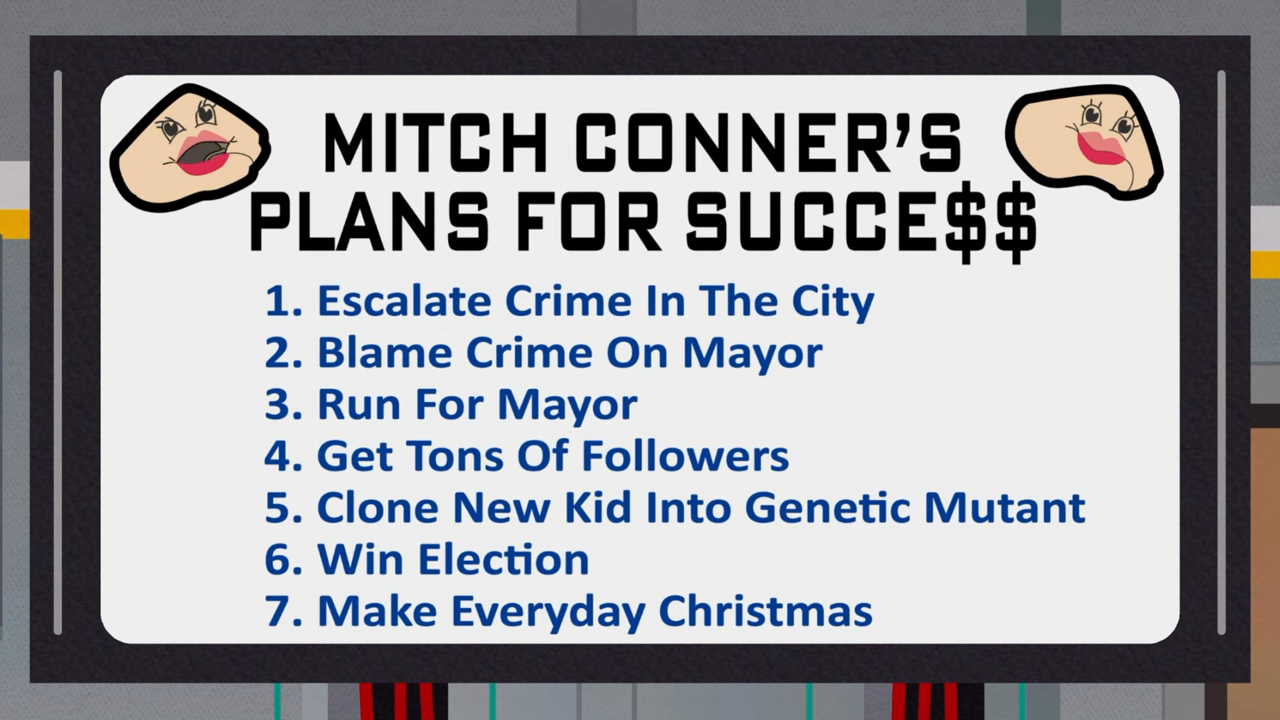 MITCH CONNER'S
PLANS FOR SUCCE$$
1. Escalate Crime In The City
2. Blame Crime On Mayor
3. Run For Mayor
4. Get Tons Of Followers
5. Clone New Kid Into Genetic Mutant
6. Win Election
7. Make Everyday Christmas